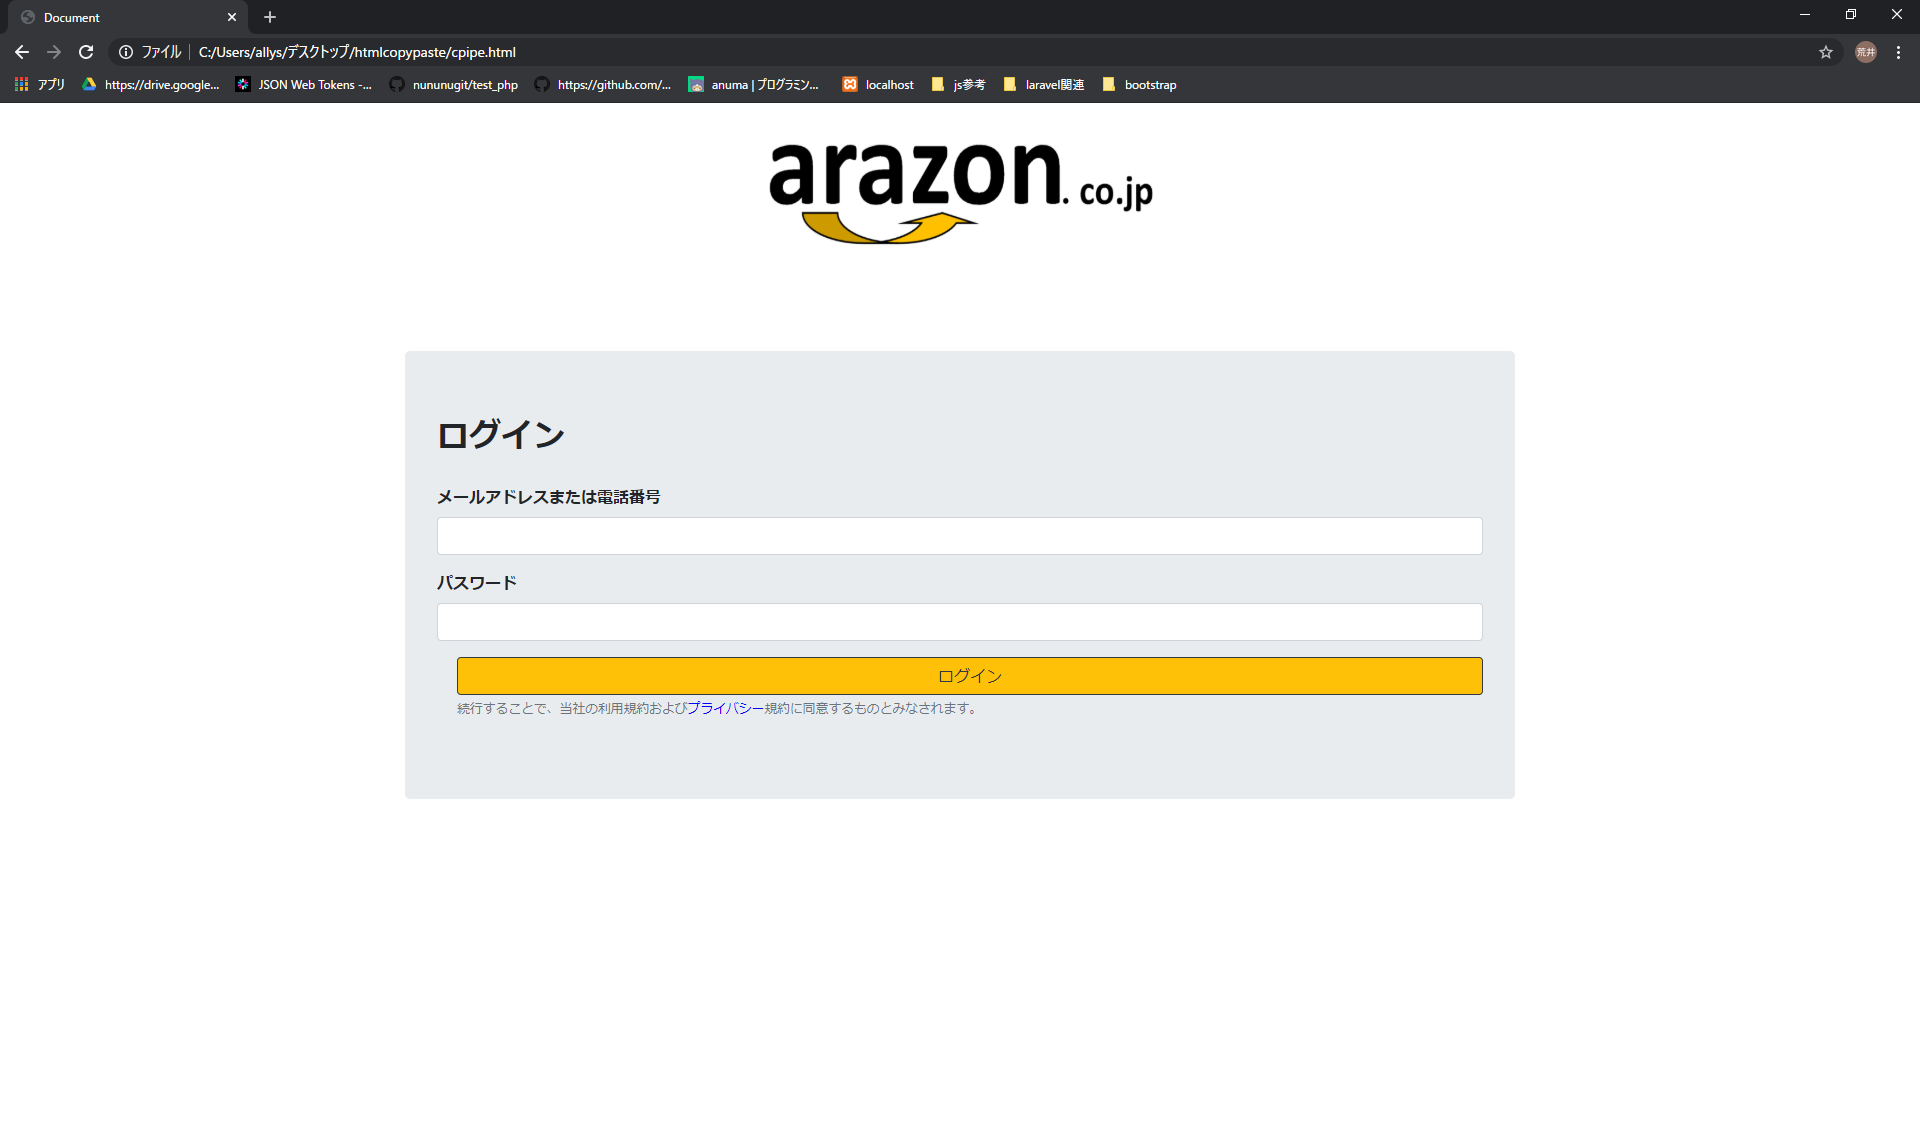 Document
ファイル C:/Users/allys/デスクトップ/htmlcopypaste/cpipe.html
荒井
アプリ https://drive.google... JSON Web Tokens -... nununugit/test_php https://github.com/... anuma | プログラミン... localhost js参考 laravel関連 bootstrap
arazon. co.jp
ログイン
メールアドレスまたは電話番号
パスワード
ログイン
続行することで、当社の利用規約およびプライバシー規約に同意するものとみなされます。